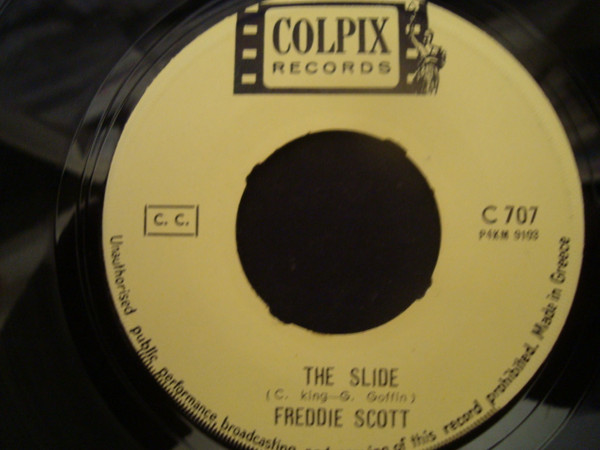 COLPIX
RECORDS
C. C.
C 707
P4KM 9103
THE SLIDE
(C. king—G. Goffin)
FREDDIE SCOTT
Unauthorised public performance broadcasting and of this record prohibited. Made in Greece